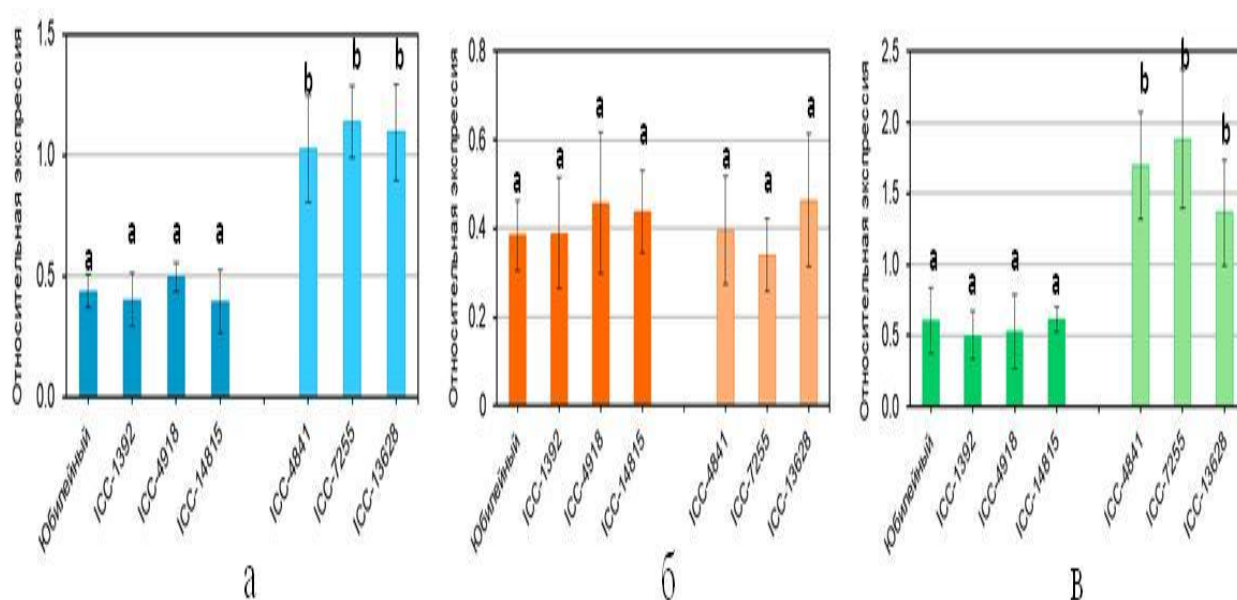 Относительная экспрессия
1.5
1.0
0.5
0.0
a
a
a
a
b
b
b
Юбилейный
ICC-1392
ICC-4918
ICC-14815
ICC-4841
ICC-7255
ICC-13628
а
Относительная экспрессия
0.8
0.6
0.4
0.2
0
a
a
a
a
a
a
a
Юбилейный
ICC-1392
ICC-4918
ICC-14815
ICC-4841
ICC-7255
ICC-13628
б
Относительная экспрессия
2.5
2.0
1.5
1.0
0.5
0.0
a
a
a
a
b
b
b
Юбилейный
ICC-1392
ICC-4918
ICC-14815
ICC-4841
ICC-7255
ICC-13628
в